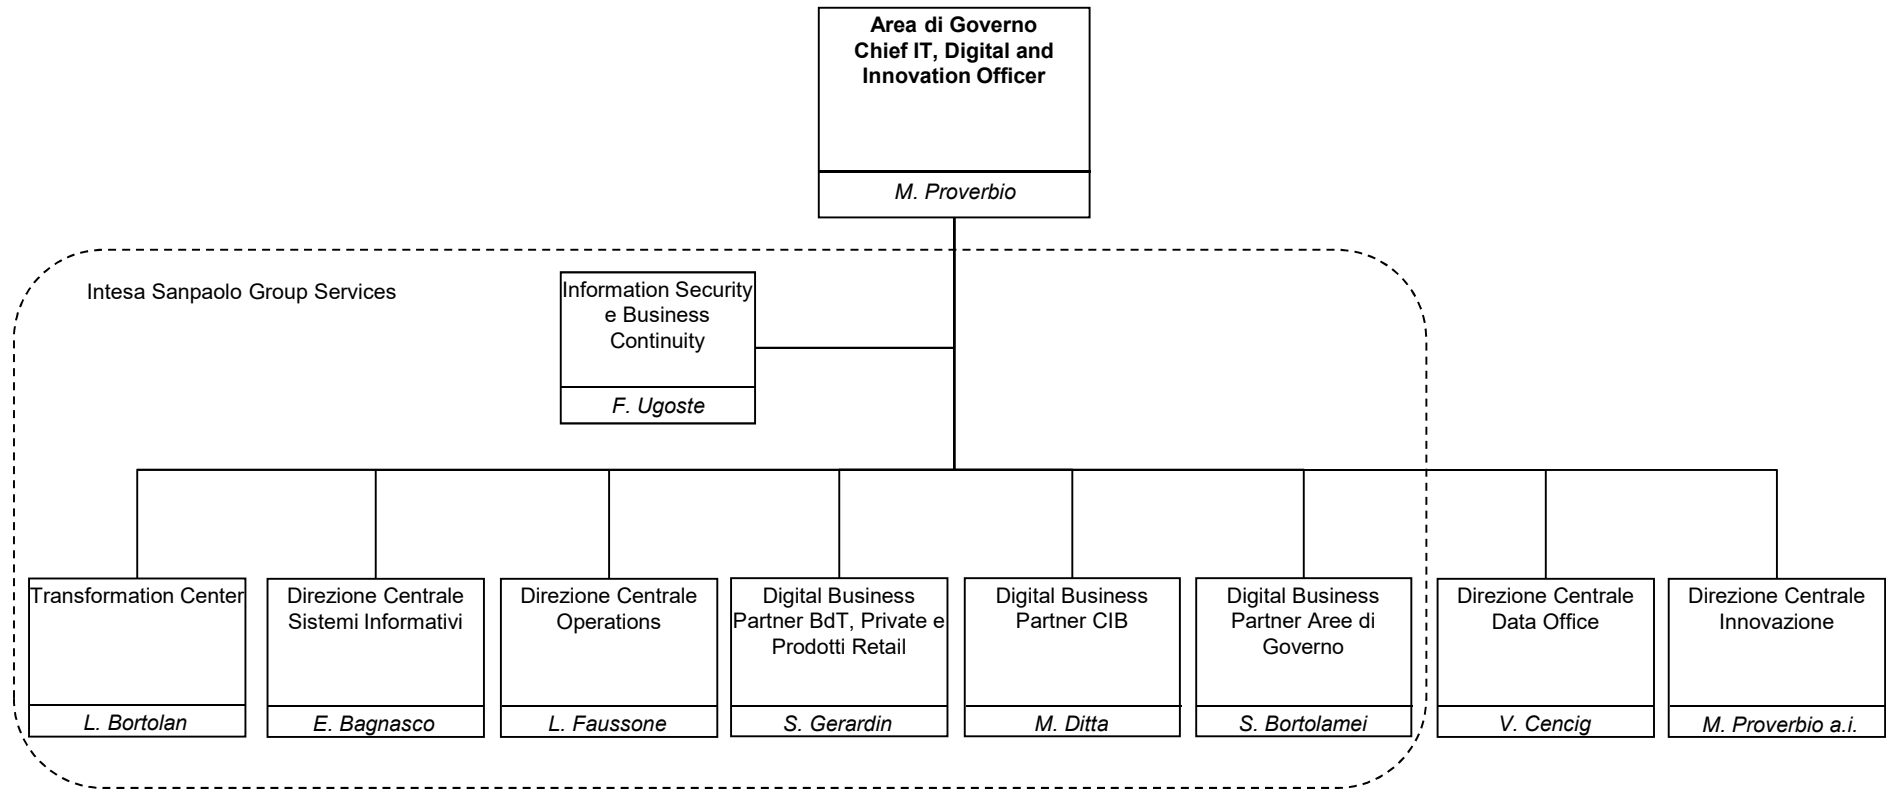 Area di Governo
Chief IT, Digital and
Innovation Officer
M. Proverbio
Intesa Sanpaolo Group Services
Information Security
e Business
Continuity
F. Ugoste
Transformation Center
L. Bortolan
Direzione Centrale
Sistemi Informativi
E. Bagnasco
Direzione Centrale
Operations
L. Faussone
Digital Business
Partner BdT, Private e
Prodotti Retail
S. Gerardin
Digital Business
Partner CIB
M. Ditta
Digital Business
Partner Aree di
Governo
S. Bortolamei
Direzione Centrale
Data Office
V. Cencig
Direzione Centrale
Innovazione
M. Proverbio a.i.